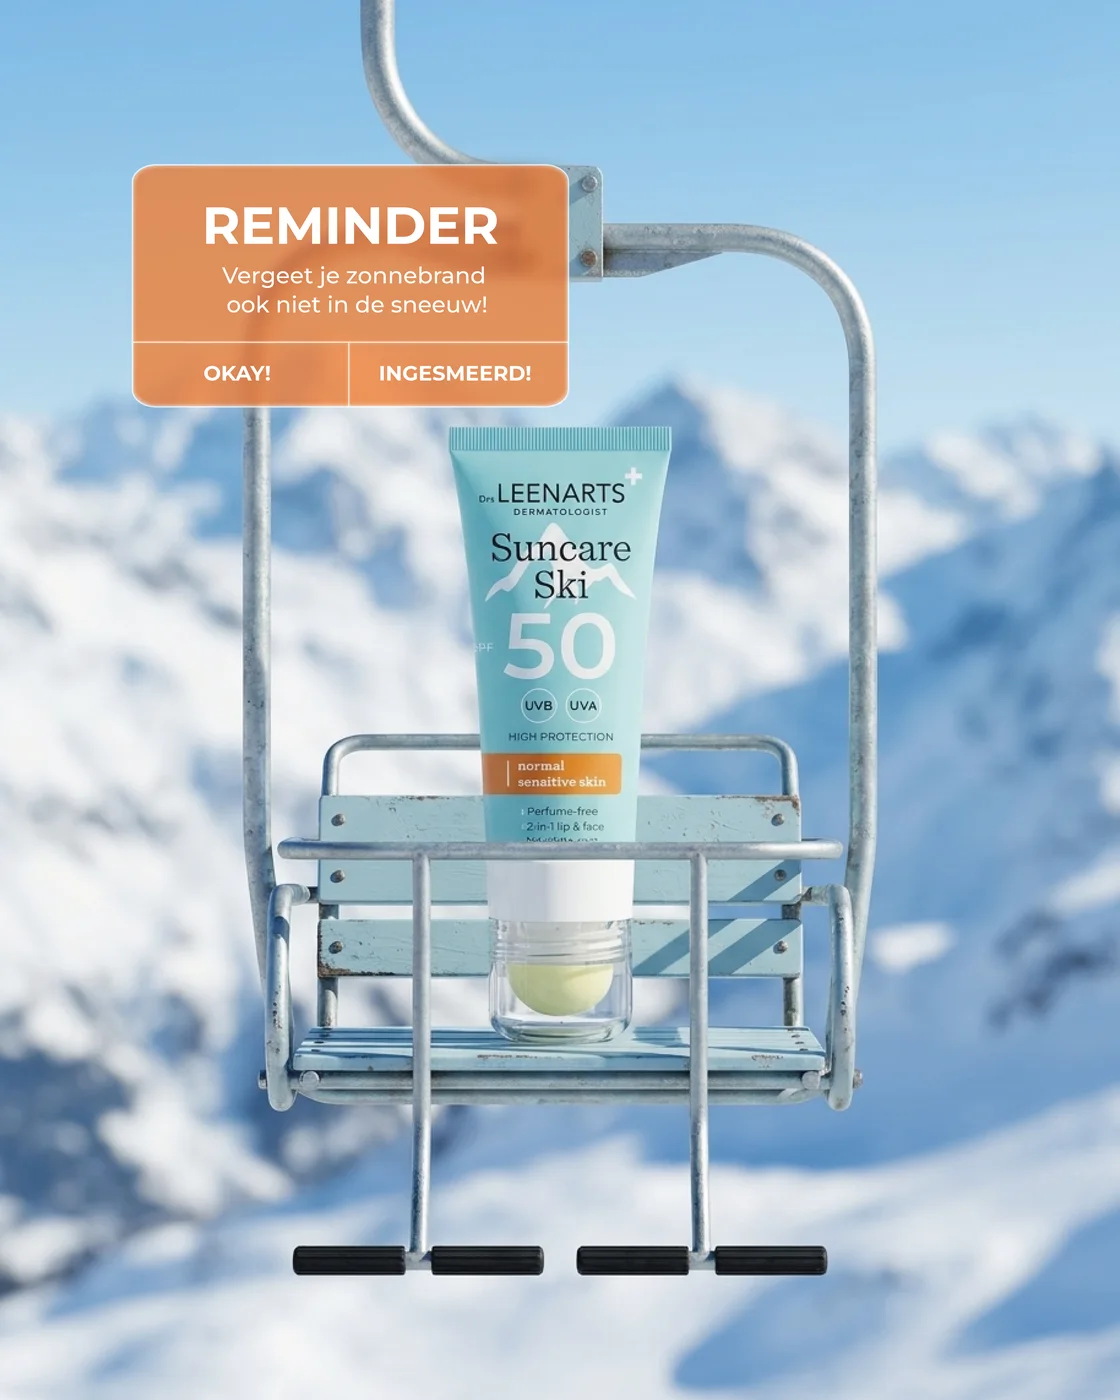 REMINDER
Vergeet je zonnebrand
ook niet in de sneeuw!
OKAY!
INGESMEERD!
Drs LEENARTS
DERMATOLOGIST
Suncare
Ski
50
UVB UVA
HIGH PROTECTION
normal
senaitive skin
Perfume-free
2-in-1 lip & face